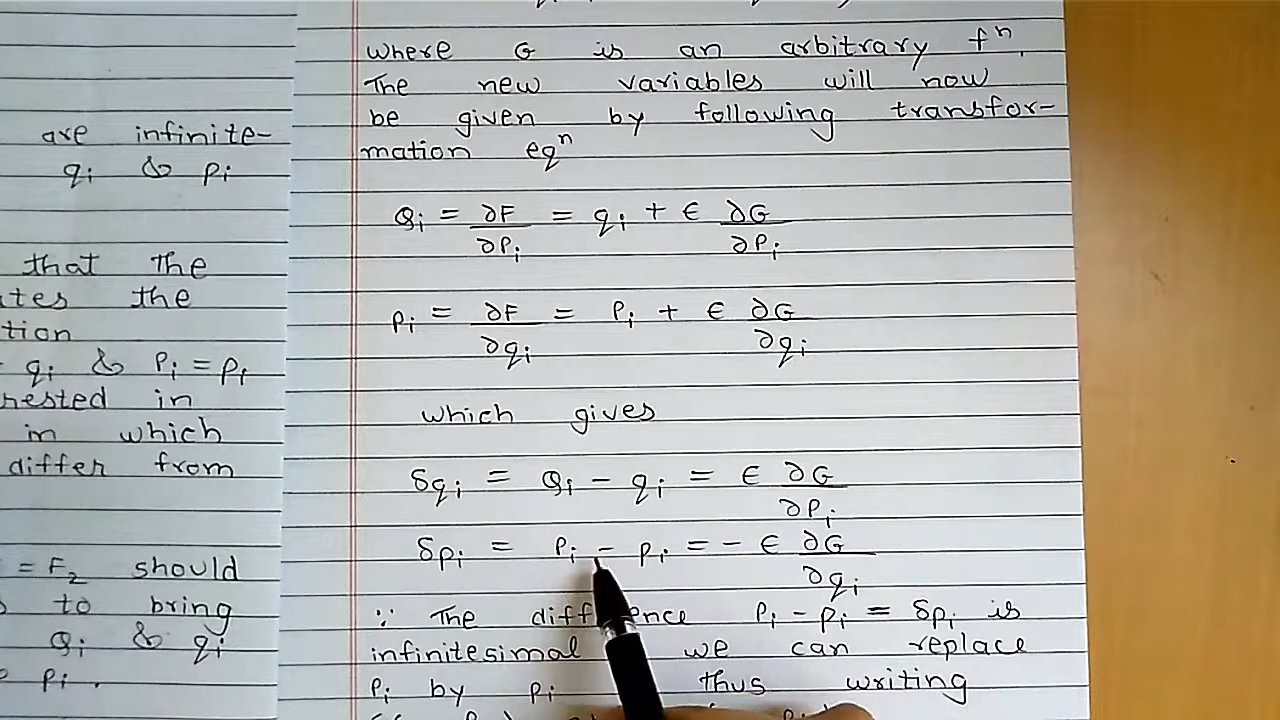 are infinite-
qi & pi
that the
ates the
tion
qi & Pi = pi
rested in
in which
differ from
= F₂ should
to bring
Qi & qi
pi.
where G is an arbitrary fⁿ.
The new variables will now
be given by following transfor-
mation eqⁿ
Qi = ∂F/∂Pi = qi + ϵ ∂G/∂Pi
pi = ∂F/∂qi = Pi + ϵ ∂G/∂qi
which gives
δqi = Qi - qi = ϵ ∂G/∂Pi
δpi = Pi - pi = - ϵ ∂G/∂qi
∵ The difference Pi - pi = δpi is
infinitesimal we can replace
Pi by pi thus writing